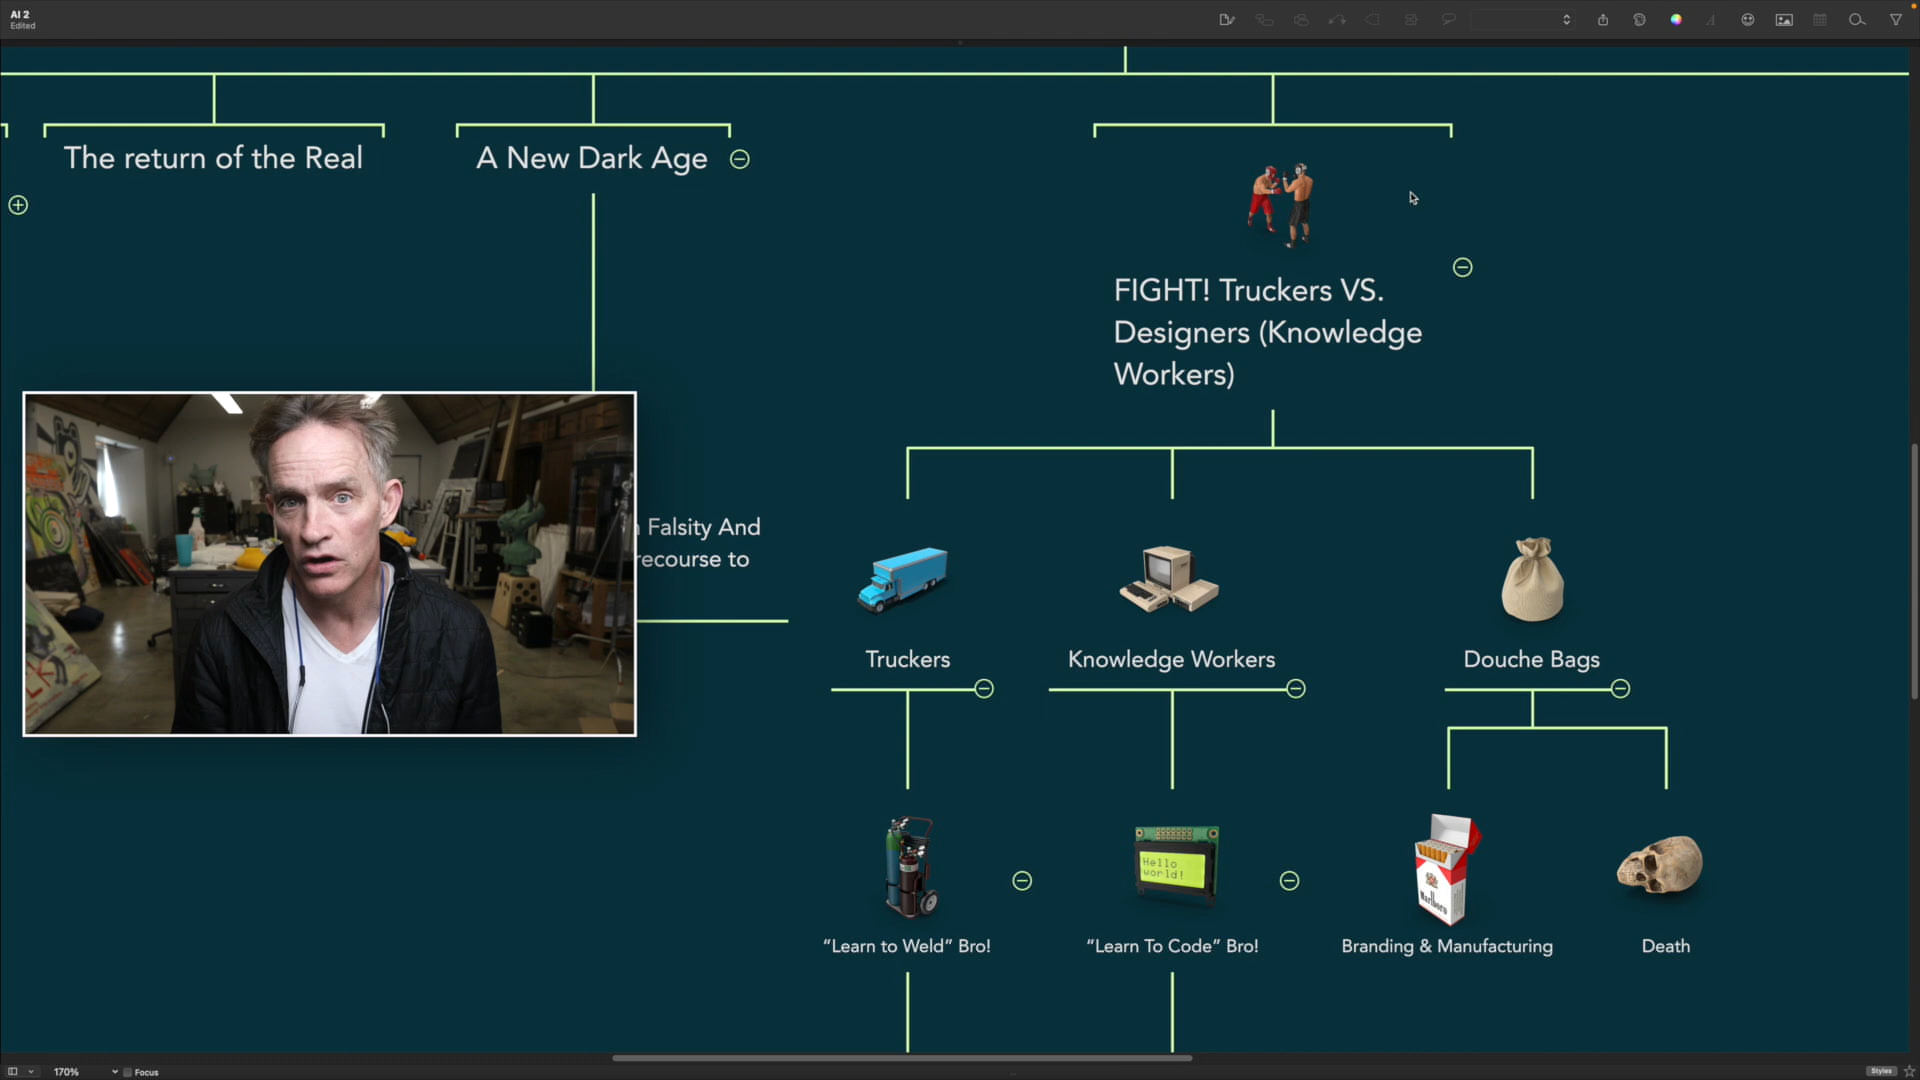 AI 2
Edited
The return of the Real
A New Dark Age
FIGHT! Truckers VS.
Designers (Knowledge
Workers)
Falsity And
recourse to
Truckers
Knowledge Workers
Douche Bags
Hello
world!
Marlboro
“Learn to Weld” Bro!
“Learn To Code” Bro!
Branding & Manufacturing
Death
170%
Focus
Styles